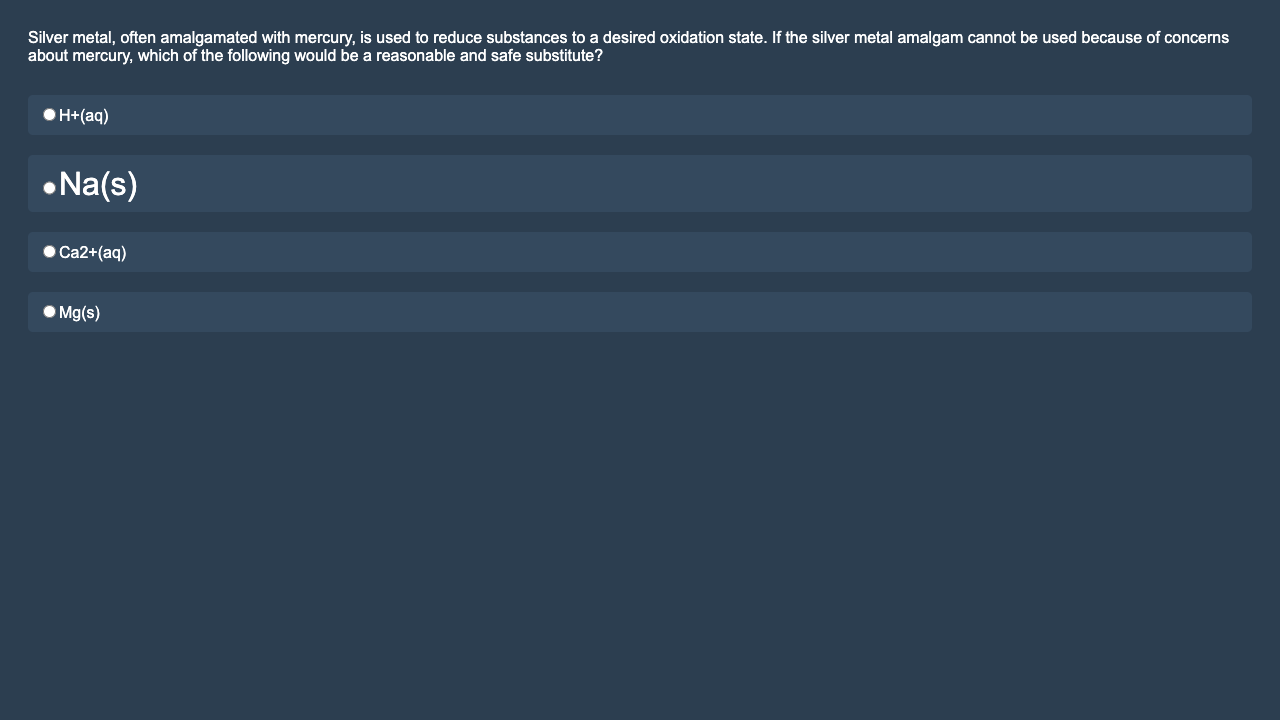 Silver metal, often amalgamated with mercury, is used to reduce substances to a desired oxidation state. If the silver metal amalgam cannot be used because of concerns
about mercury, which of the following would be a reasonable and safe substitute?
H+(aq)
Na(s)
Ca2+(aq)
Mg(s)